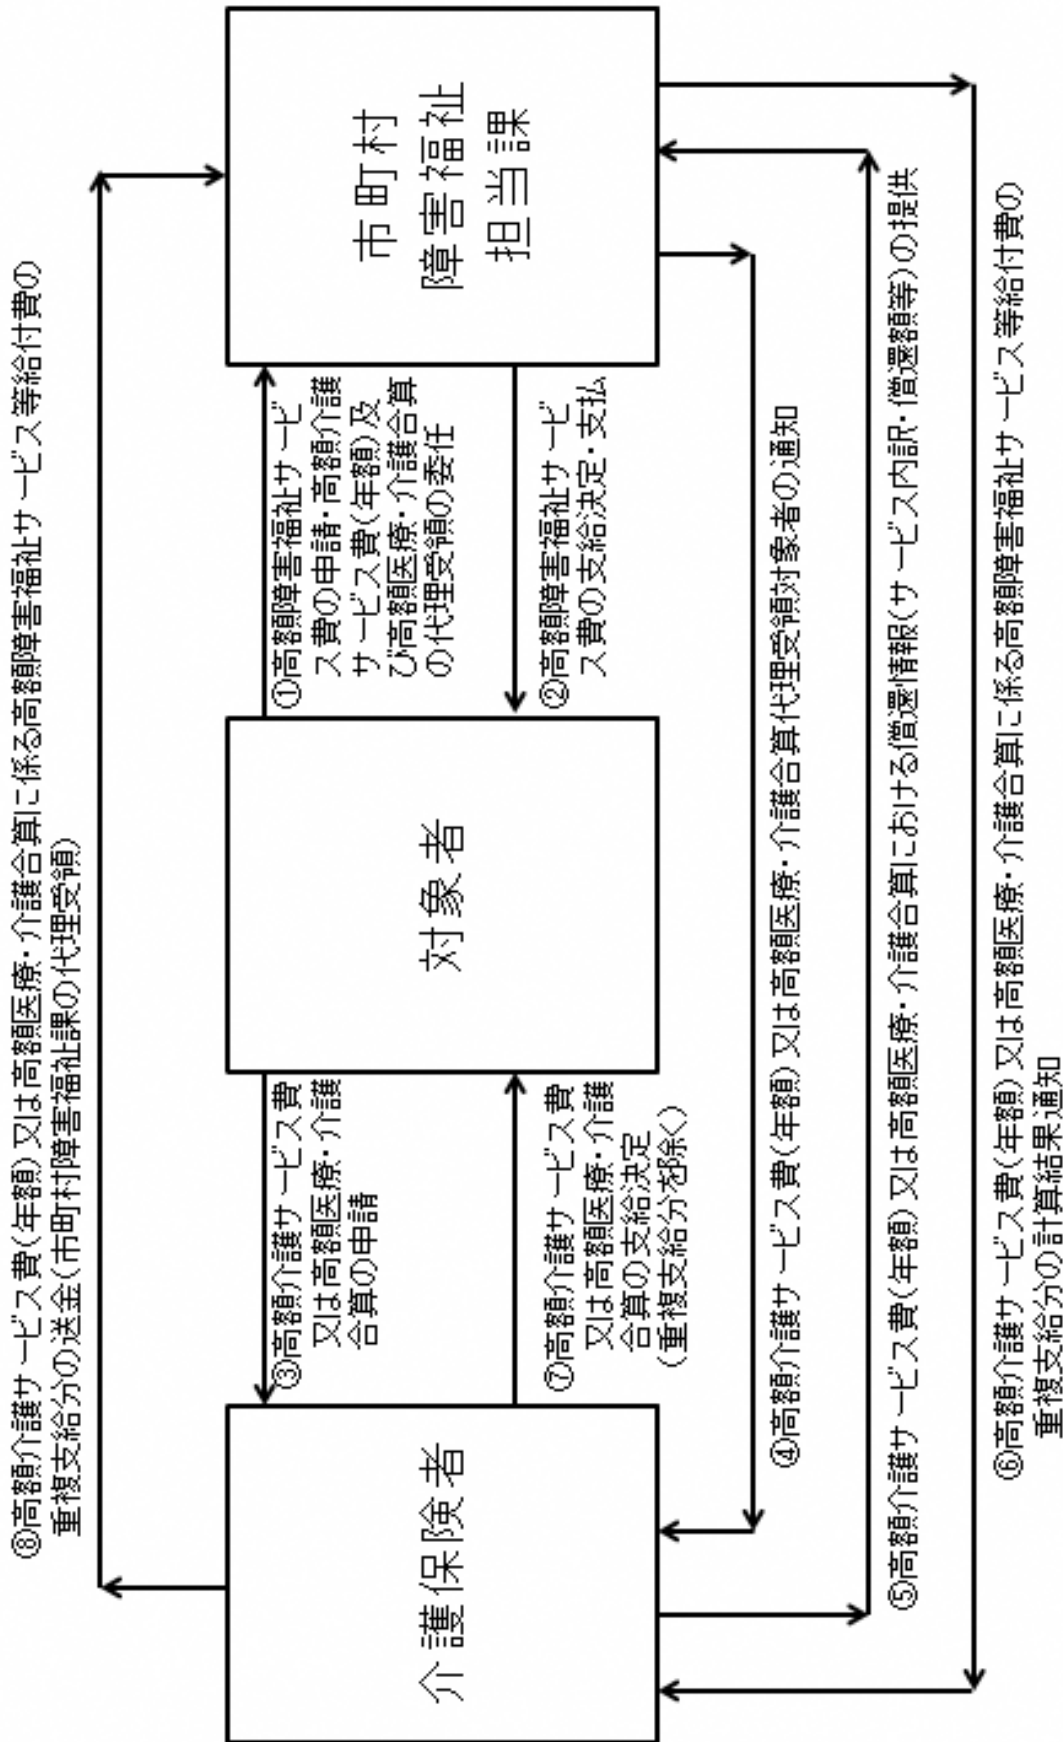 ⑧高額介護サービス費(年額)又は高額医療・介護合算に係る高額障害福祉サービス等給付費の
重複支給分の送金(市町村障害福祉課の代理受領)
介護保険者
対象者
市町村
障害福祉
担当課
③高額介護サービス費
又は高額医療・介護
合算の申請
①高額障害福祉サービ
ス費の申請・高額介護
サービス費(年額)及
び高額医療・介護合算
の代理受領の委任
⑦高額介護サービス費
又は高額医療・介護
合算の支給決定
(重複支給分を除く)
②高額障害福祉サービ
ス費の支給決定・支払
④高額介護サービス費(年額)又は高額医療・介護合算代理受領対象者の通知
⑤高額介護サービス費(年額)又は高額医療・介護合算における償還情報(サービス内訳・償還額等)の提供
⑥高額介護サービス費(年額)又は高額医療・介護合算に係る高額障害福祉サービス等給付費の
重複支給分の計算結果通知